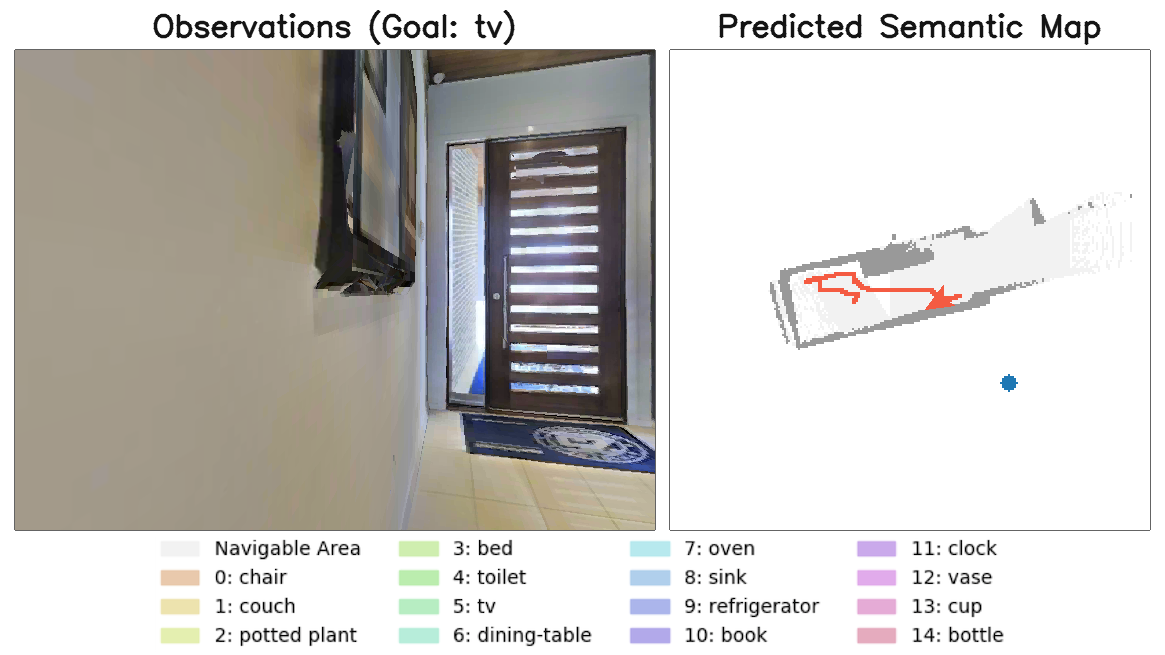 Observations (Goal: tv)
Predicted Semantic Map
Navigable Area
0: chair
1: couch
2: potted plant
3: bed
4: toilet
5: tv
6: dining-table
7: oven
8: sink
9: refrigerator
10: book
11: clock
12: vase
13: cup
14: bottle